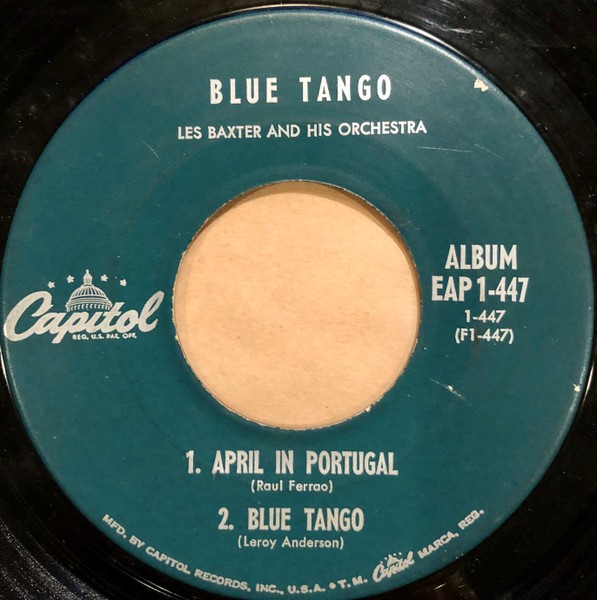 BLUE TANGO
LES BAXTER AND HIS ORCHESTRA
ALBUM
EAP 1-447
1-447
(F1-447)
Capitol
REG. U.S. PAT. OFF.
1. APRIL IN PORTUGAL
(Raul Ferrao)
2. BLUE TANGO
(Leroy Anderson)
MFD. BY CAPITOL RECORDS, INC., U.S.A. • T.M. Capitol MARCA, REG.